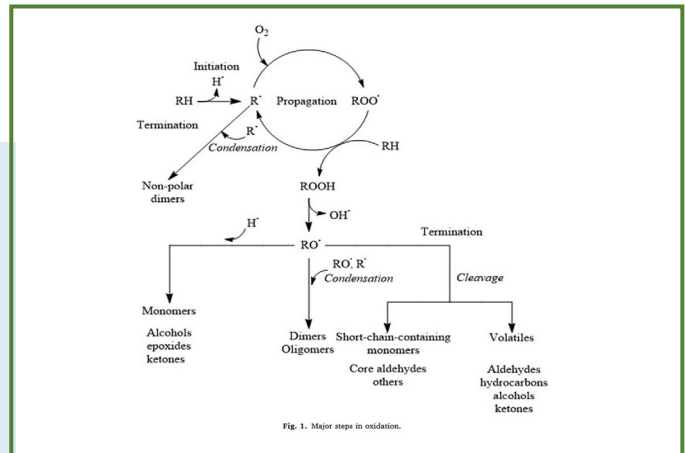 O2
Initiation
H•
RH
R•
Propagation
ROO•
Termination
R•
Condensation
RH
Non-polar
dimers
ROOH
OH•
H•
Termination
RO•
RO•, R•
Condensation
Cleavage
Monomers
Alcohols
epoxides
ketones
Dimers
Oligomers
Short-chain-containing
monomers
Core aldehydes
others
Volatiles
Aldehydes
hydrocarbons
alcohols
ketones
Fig. 1. Major steps in oxidation.